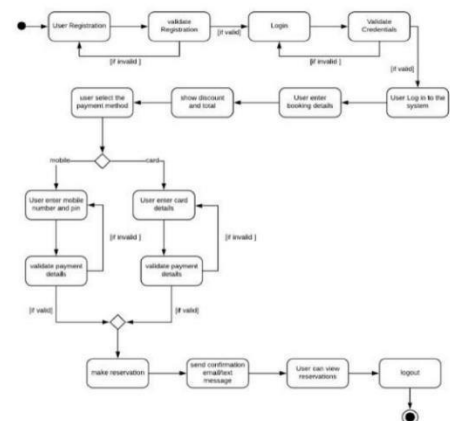 User Registration
validate
Registration
[if valid]
Login
Validate
Credentials
[if invalid ]
[if invalid ]
[if valid]
user select the
payment method
show discount
and total
User enter
booking details
User Log in to the
system
mobile
card
User enter mobile
number and pin
User enter card
details
[if invalid ]
[if invalid ]
validate payment
details
validate payment
details
[if valid]
[if valid]
make reservation
send confirmation
email/text
message
User can view
reservations
logout